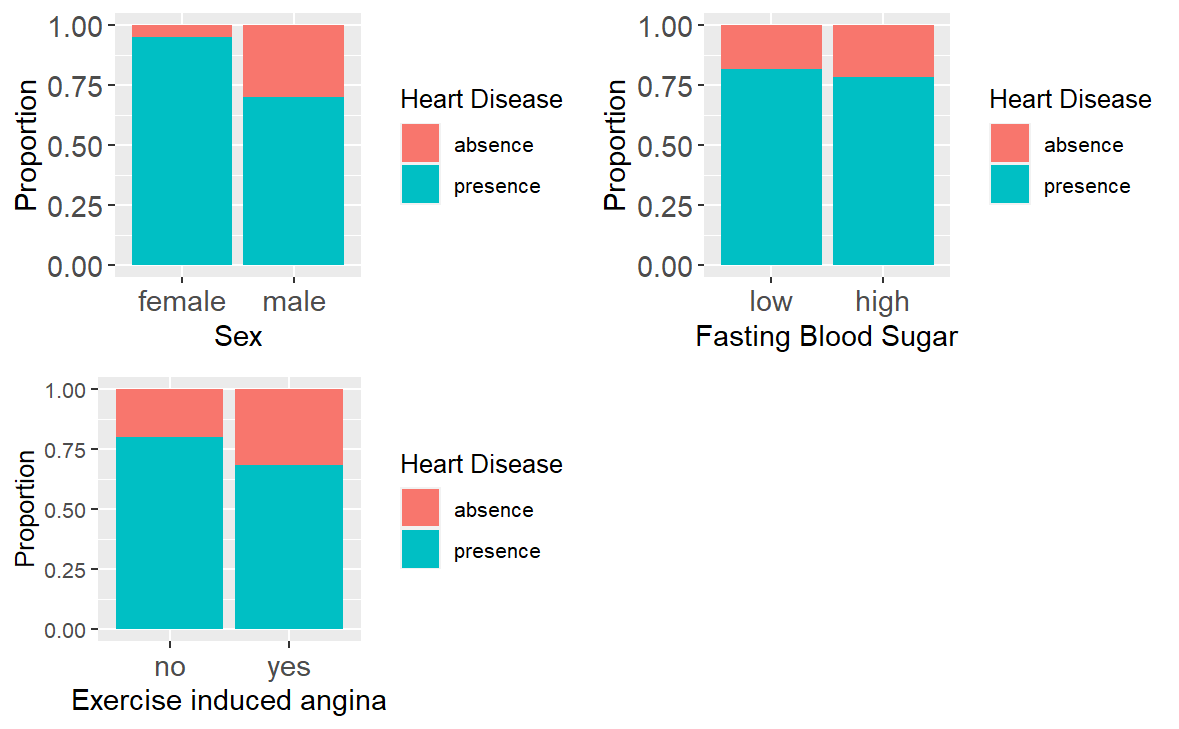 1.00
0.75
0.50
0.25
0.00
Proportion
female male
Sex
Heart Disease
absence
presence
1.00
0.75
0.50
0.25
0.00
Proportion
low high
Fasting Blood Sugar
Heart Disease
absence
presence
1.00
0.75
0.50
0.25
0.00
Proportion
no yes
Exercise induced angina
Heart Disease
absence
presence